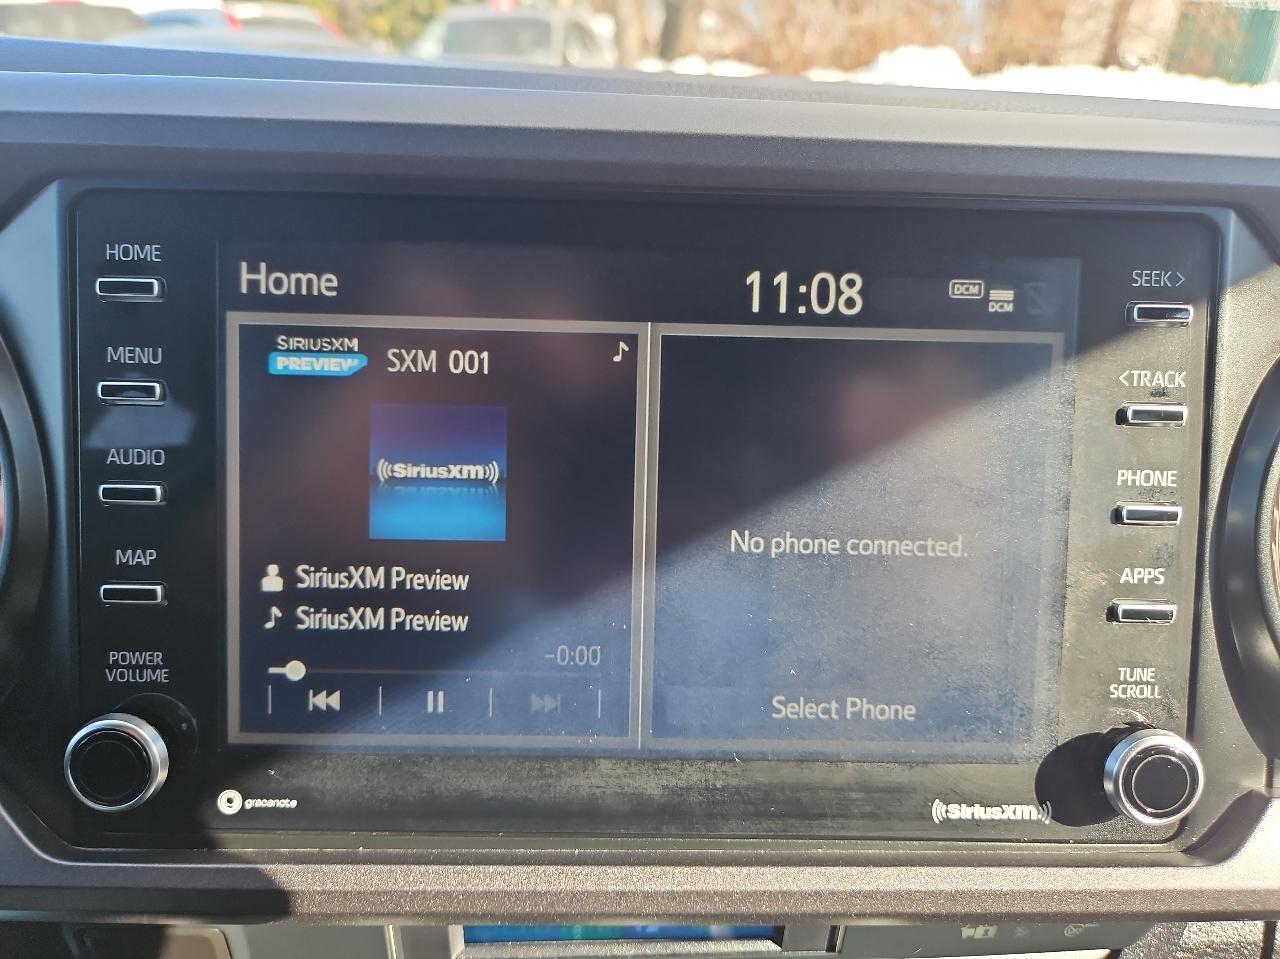 HOME
MENU
AUDIO
MAP
POWER
VOLUME
Home
11:08
DCM
DCM
SIRIUSXM
PREVIEW
SXM 001
((SiriusXM))
SiriusXM Preview
SiriusXM Preview
-0:00
No phone connected.
Select Phone
SEEK >
<TRACK
PHONE
APPS
TUNE
SCROLL
gracenote
((SiriusXM))